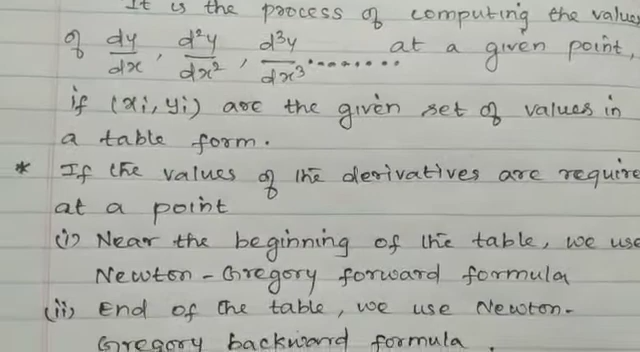 It is the process of computing the values
of dy/dx, d²y/dx², d³y/dx³ ........ at a given point,
if (xi, yi) are the given set of values in
a table form.
* If the values of the derivatives are require
at a point
(i) Near the beginning of the table, we use
Newton-Gregory forward formula
(ii) End of the table, we use Newton-
Gregory backward formula.